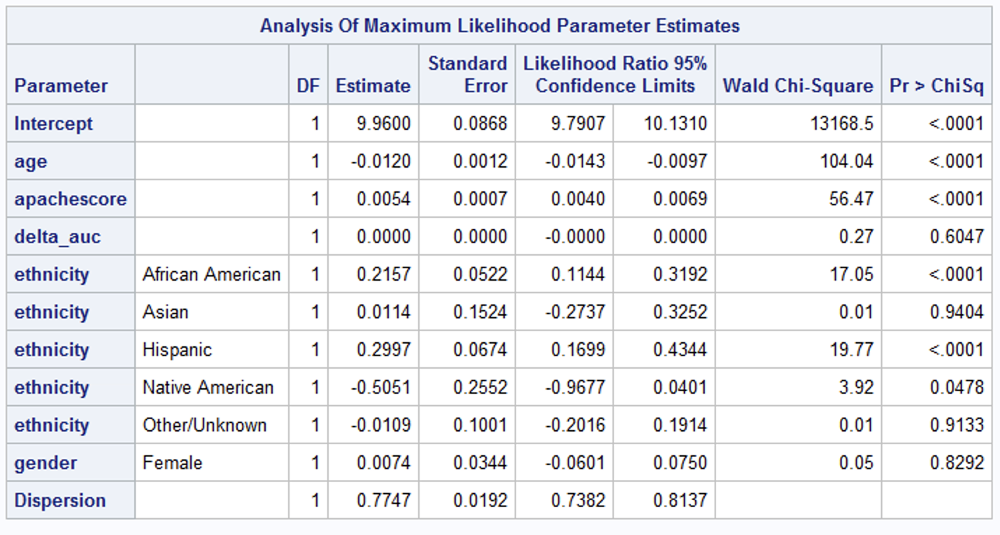 Analysis Of Maximum Likelihood Parameter Estimates
Parameter DF Estimate Standard Error Likelihood Ratio 95% Confidence Limits Wald Chi-Square Pr > ChiSq
Intercept 1 9.9600 0.0868 9.7907 10.1310 13168.5 <.0001
age 1 -0.0120 0.0012 -0.0143 -0.0097 104.04 <.0001
apachescore 1 0.0054 0.0007 0.0040 0.0069 56.47 <.0001
delta_auc 1 0.0000 0.0000 -0.0000 0.0000 0.27 0.6047
ethnicity African American 1 0.2157 0.0522 0.1144 0.3192 17.05 <.0001
ethnicity Asian 1 0.0114 0.1524 -0.2737 0.3252 0.01 0.9404
ethnicity Hispanic 1 0.2997 0.0674 0.1699 0.4344 19.77 <.0001
ethnicity Native American 1 -0.5051 0.2552 -0.9677 0.0401 3.92 0.0478
ethnicity Other/Unknown 1 -0.0109 0.1001 -0.2016 0.1914 0.01 0.9133
gender Female 1 0.0074 0.0344 -0.0601 0.0750 0.05 0.8292
Dispersion 1 0.7747 0.0192 0.7382 0.8137